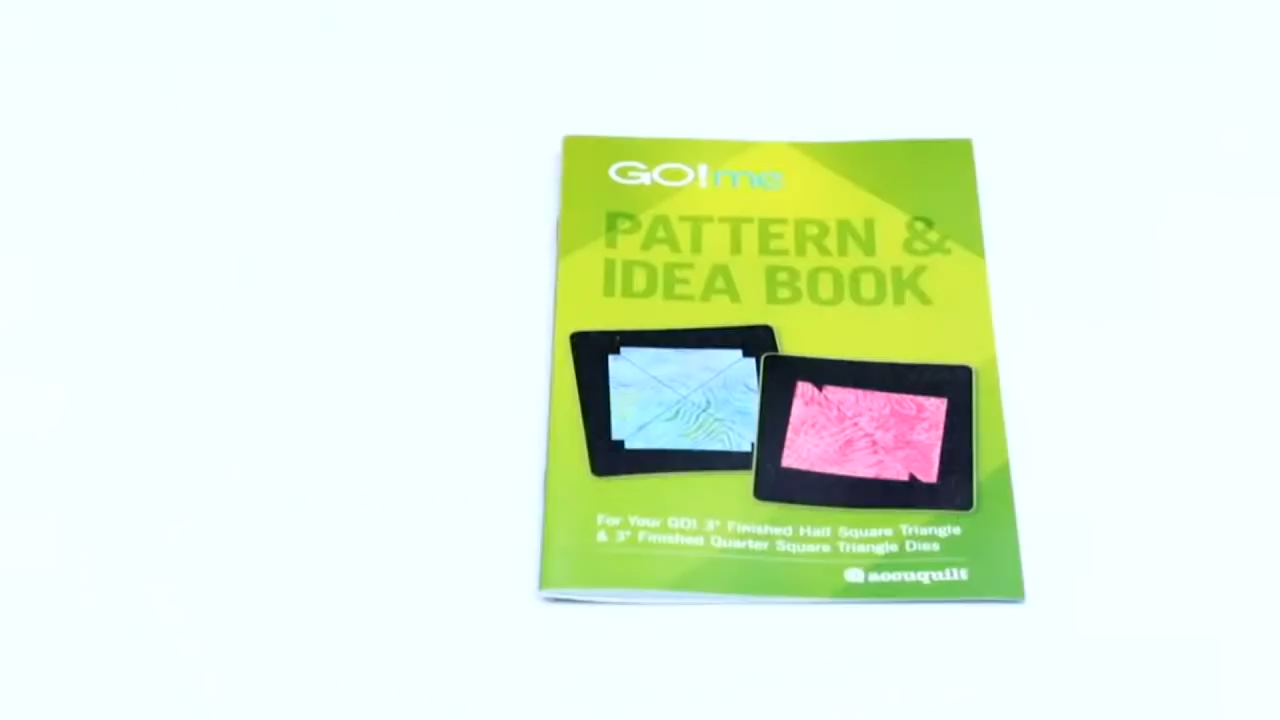 GO!me
PATTERN &
IDEA BOOK
For Your GO! 3" Finished Half Square Triangle
& 3" Finished Quarter Square Triangle Dies
accuquilt